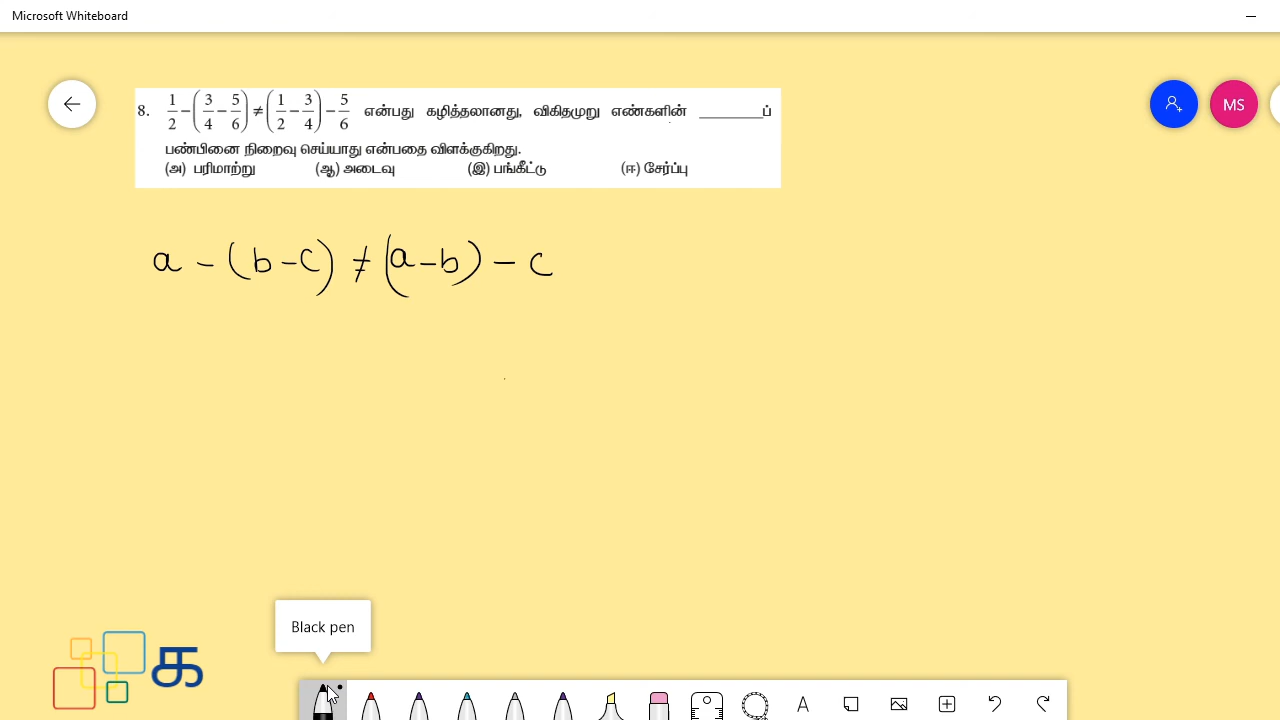 Microsoft Whiteboard
MS
8. 1/2 − (3/4 − 5/6) ≠ (1/2 − 3/4) − 5/6 என்பது கழித்தலானது, விகிதமுறு எண்களின் ________ப்
பண்பினை நிறைவு செய்யாது என்பதை விளக்குகிறது.
(அ) பரிமாற்று (ஆ) அடைவு (இ) பங்கீட்டு (ஈ) சேர்ப்பு
a − (b − c) ≠ (a − b) − c
Black pen
க
A